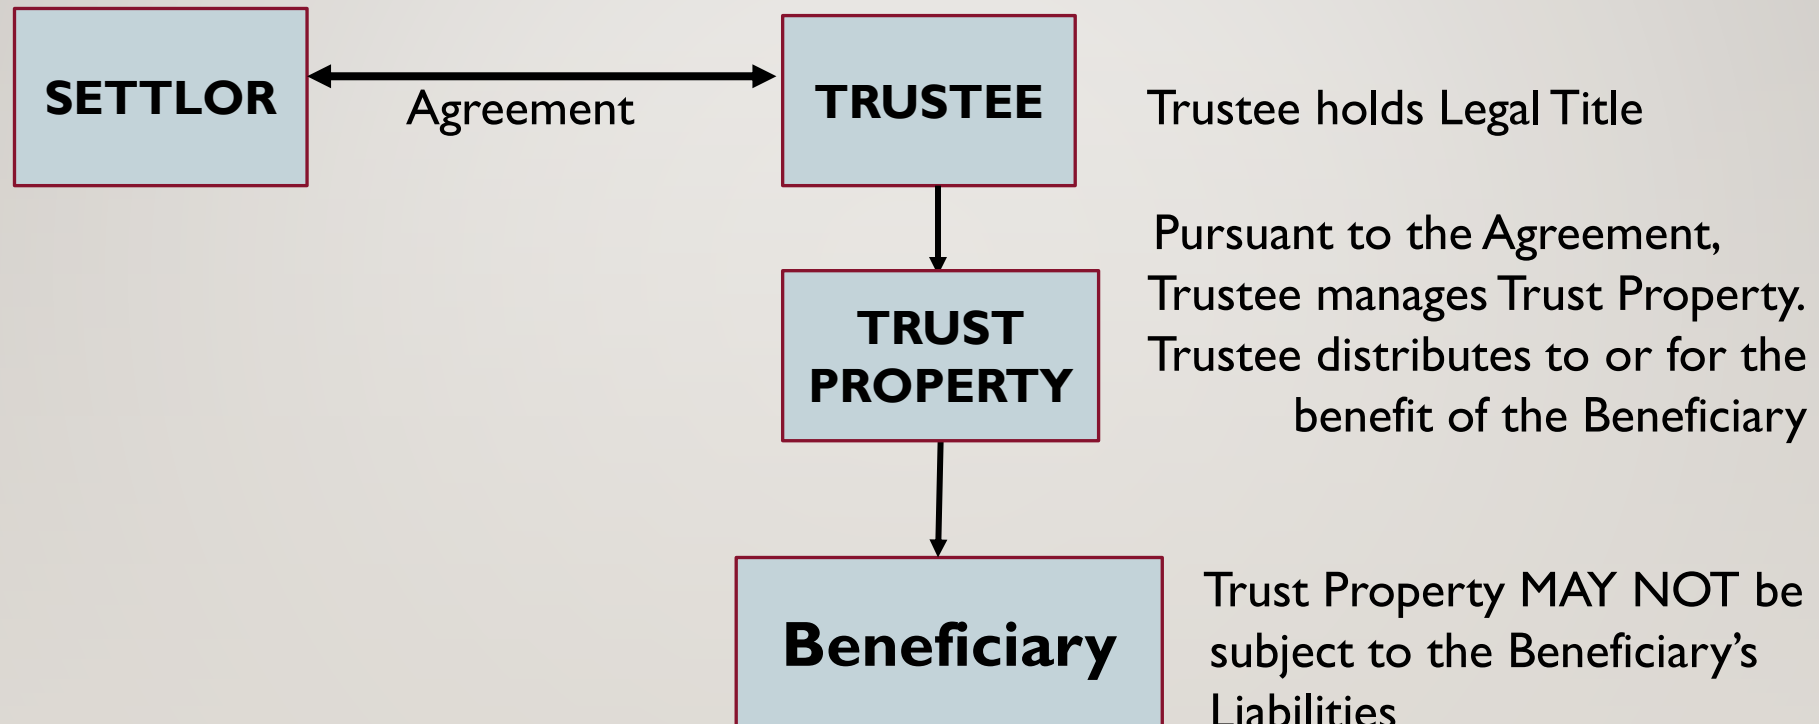 SETTLOR
Agreement
TRUSTEE
Trustee holds Legal Title
Pursuant to the Agreement,
Trustee manages Trust Property.
Trustee distributes to or for the
benefit of the Beneficiary
TRUST
PROPERTY
Beneficiary
Trust Property MAY NOT be
subject to the Beneficiary’s
Liabilities